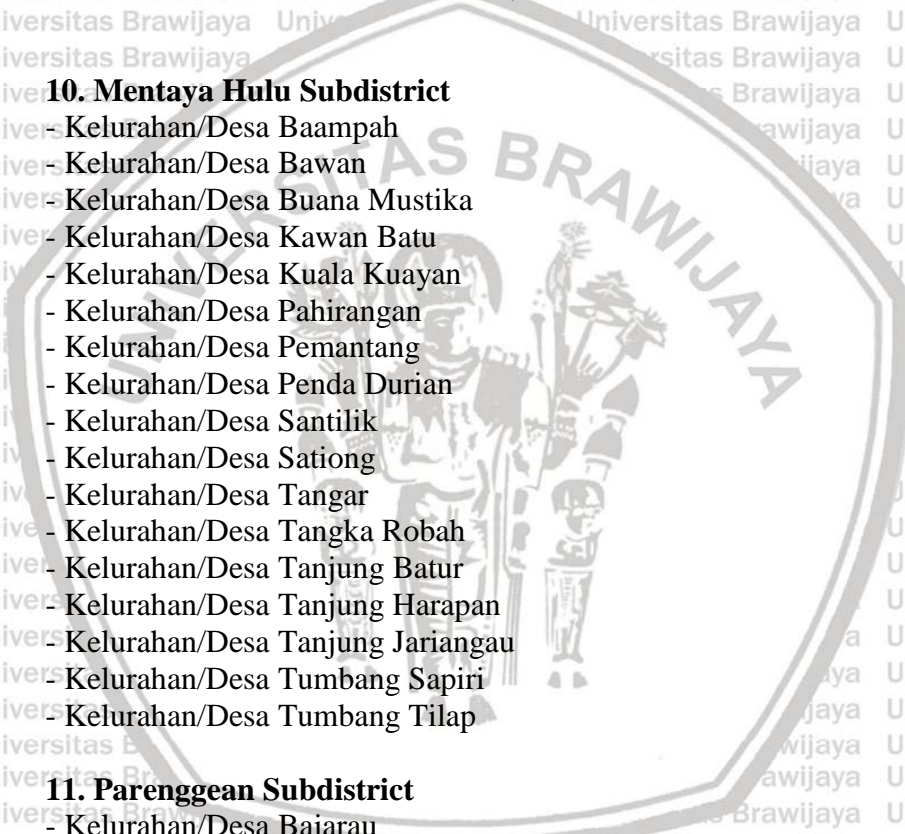 10. Mentaya Hulu Subdistrict
- Kelurahan/Desa Baampah
- Kelurahan/Desa Bawan
- Kelurahan/Desa Buana Mustika
- Kelurahan/Desa Kawan Batu
- Kelurahan/Desa Kuala Kuayan
- Kelurahan/Desa Pahirangan
- Kelurahan/Desa Pemantang
- Kelurahan/Desa Penda Durian
- Kelurahan/Desa Santilik
- Kelurahan/Desa Sationg
- Kelurahan/Desa Tangar
- Kelurahan/Desa Tangka Robah
- Kelurahan/Desa Tanjung Batur
- Kelurahan/Desa Tanjung Harapan
- Kelurahan/Desa Tanjung Jariangau
- Kelurahan/Desa Tumbang Sapiri
- Kelurahan/Desa Tumbang Tilap
11. Parenggean Subdistrict
- Kelurahan/Desa Bajarau
UNIVERSITAS BRAWIJAYA